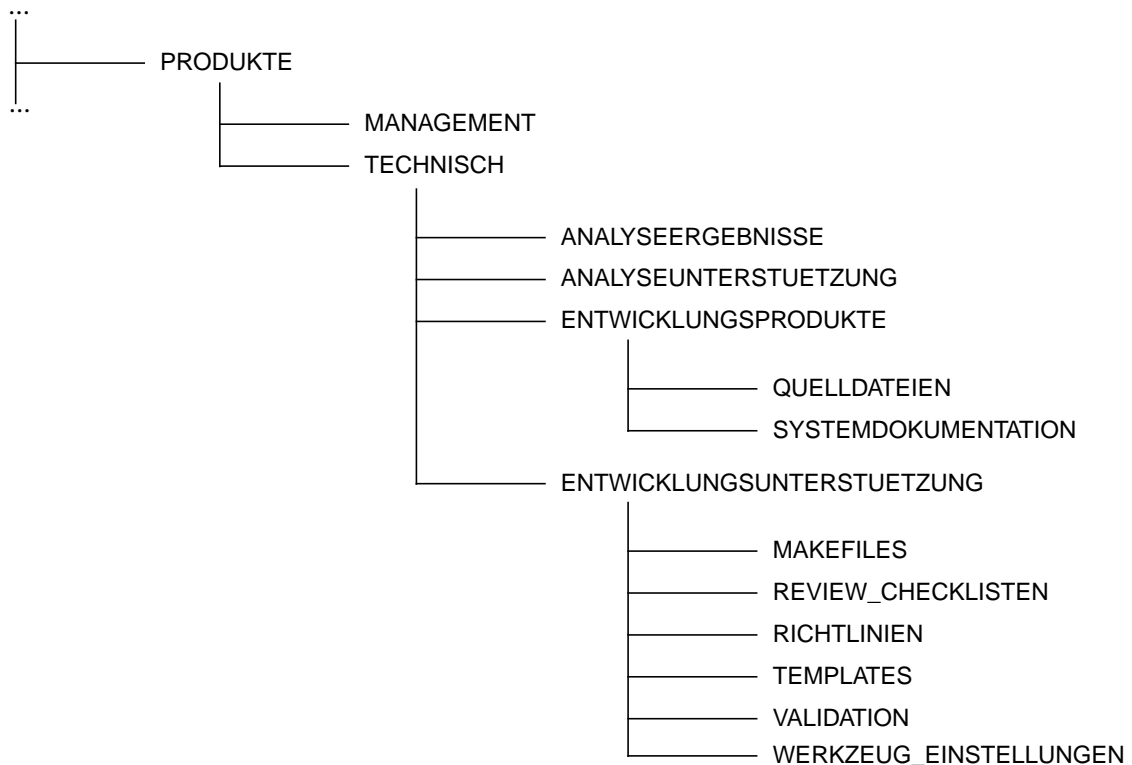 ...
PRODUKTE
...
MANAGEMENT
TECHNISCH
ANALYSEERGEBNISSE
ANALYSEUNTERSTUETZUNG
ENTWICKLUNGSPRODUKTE
QUELLDATEIEN
SYSTEMDOKUMENTATION
ENTWICKLUNGSUNTERSTUETZUNG
MAKEFILES
REVIEW_CHECKLISTEN
RICHTLINIEN
TEMPLATES
VALIDATION
WERKZEUG_EINSTELLUNGEN